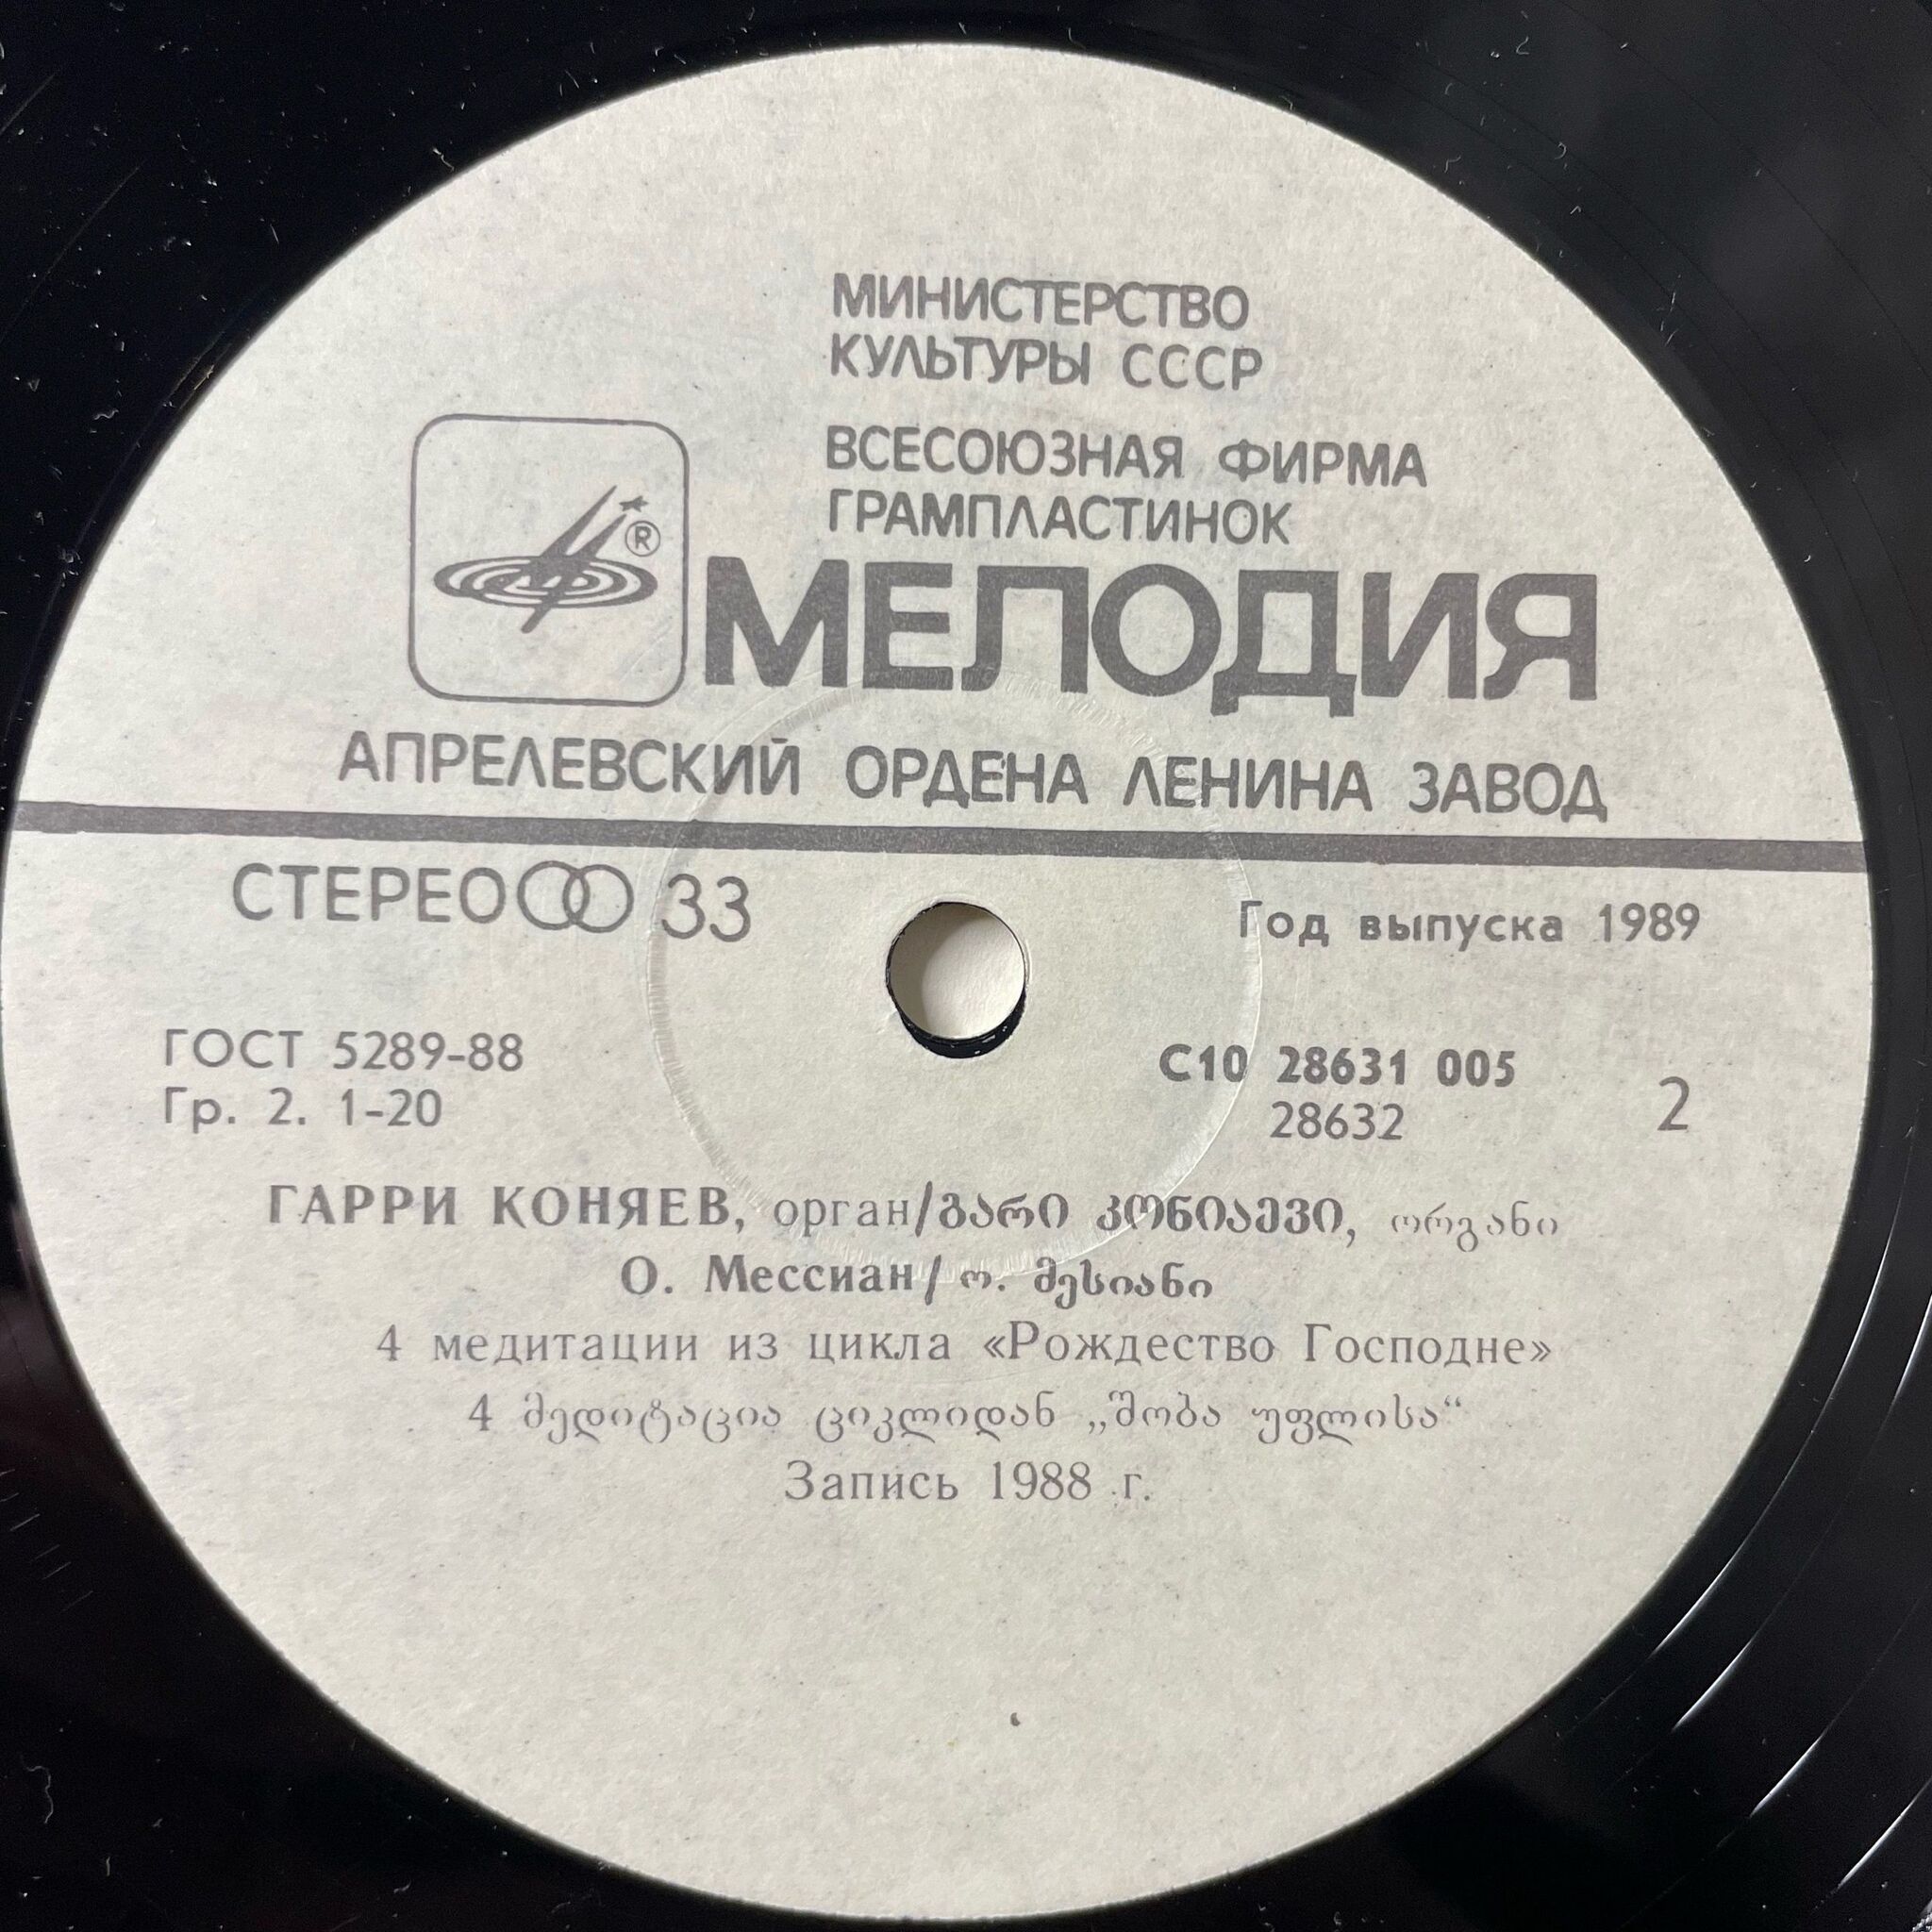 МИНИСТЕРСТВО
КУЛЬТУРЫ СССР
ВСЕСОЮЗНАЯ ФИРМА
ГРАМПЛАСТИНОК
®
МЕЛОДИЯ
АПРЕЛЕВСКИЙ ОРДЕНА ЛЕНИНА ЗАВОД
СТЕРЕО 33
Год выпуска 1989
ГОСТ 5289-88
Гр. 2. 1-20
С10 28631 005
28632
2
ГАРРИ КОНЯЕВ, орган/გარი კონიაევი, ორგანი
О. Мессиан/ ო. მესიანი
4 медитации из цикла «Рождество Господне»
4 მედიტაცია ციკლიდან „შობა უფლისა“
Запись 1988 г.